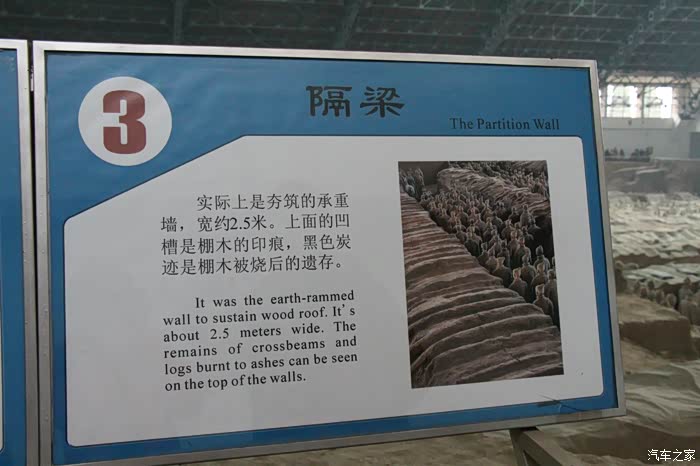 3
隔梁
The Partition Wall
实际上是夯筑的承重
墙，宽约2.5米。上面的凹
槽是棚木的印痕，黑色炭
迹是棚木被烧后的遗存。
It was the earth-rammed
wall to sustain wood roof. It's
about 2.5 meters wide. The
remains of crossbeams and
logs burnt to ashes can be seen
on the top of the walls.
汽车之家